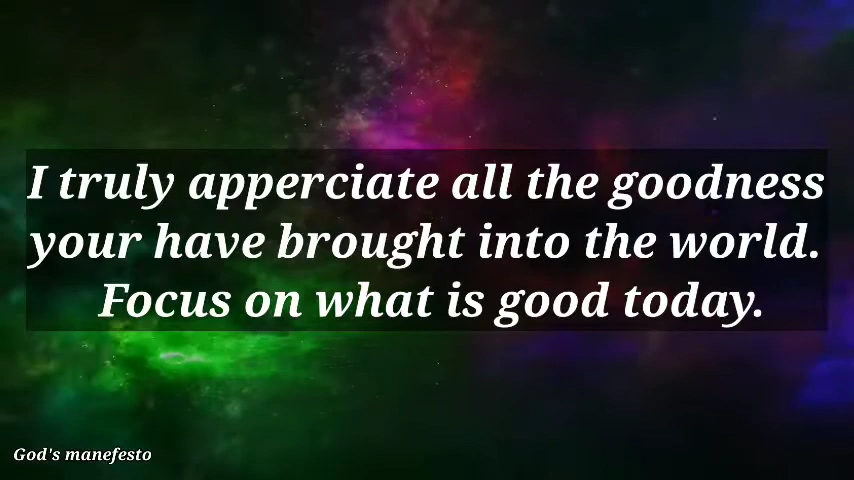 I truly apperciate all the goodness
your have brought into the world.
Focus on what is good today.
God's manefesto